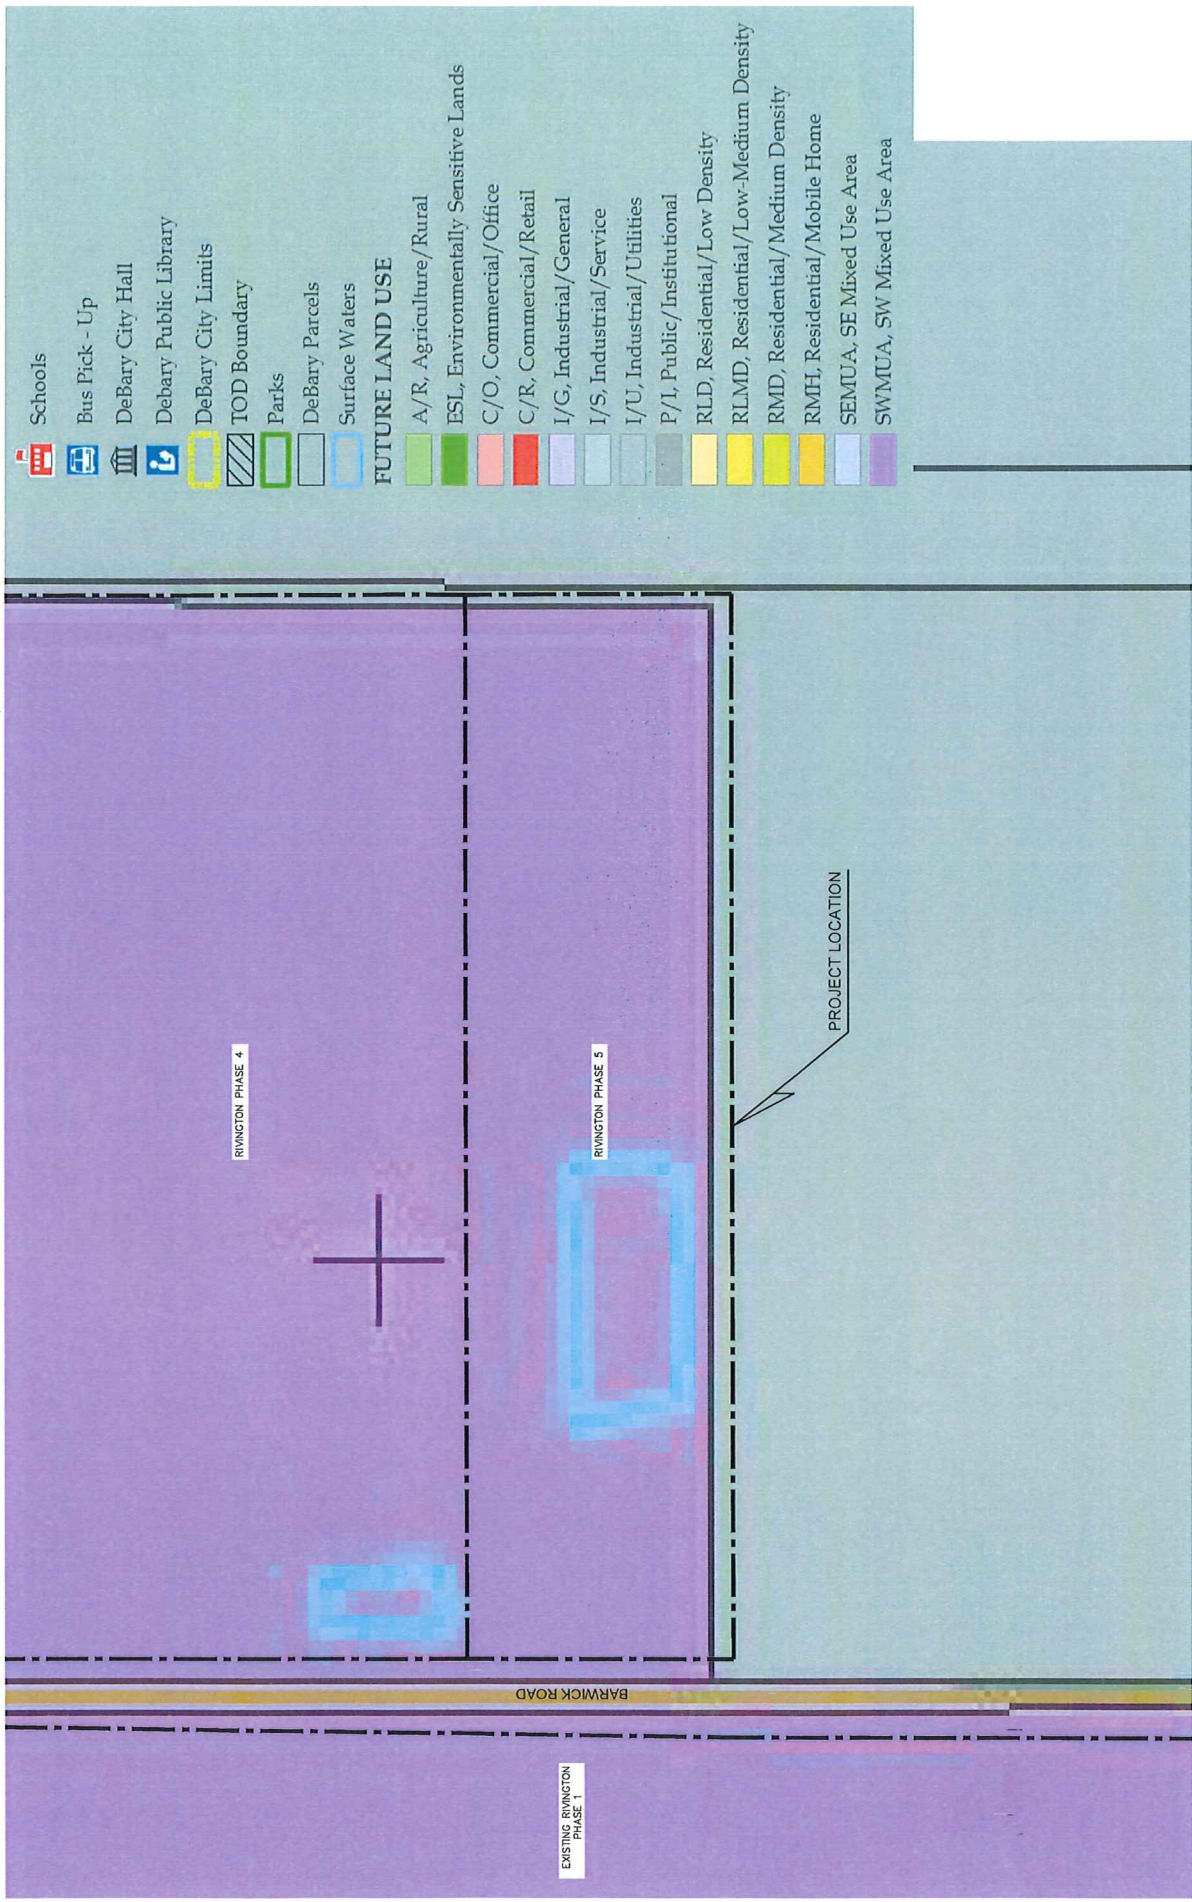 Schools
Bus Pick - Up
DeBary City Hall
Debary Public Library
DeBary City Limits
TOD Boundary
Parks
DeBary Parcels
Surface Waters
FUTURE LAND USE
A/R, Agriculture/Rural
ESL, Environmentally Sensitive Lands
C/O, Commercial/Office
C/R, Commercial/Retail
I/G, Industrial/General
I/S, Industrial/Service
I/U, Industrial/Utilities
P/I, Public/Institutional
RLD, Residential/Low Density
RLMD, Residential/Low-Medium Density
RMD, Residential/Medium Density
RMH, Residential/Mobile Home
SEMUA, SE Mixed Use Area
SWMUA, SW Mixed Use Area
RIVINGTON PHASE 4
RIVINGTON PHASE 5
PROJECT LOCATION
BARWICK ROAD
EXISTING RIVINGTON
PHASE 1